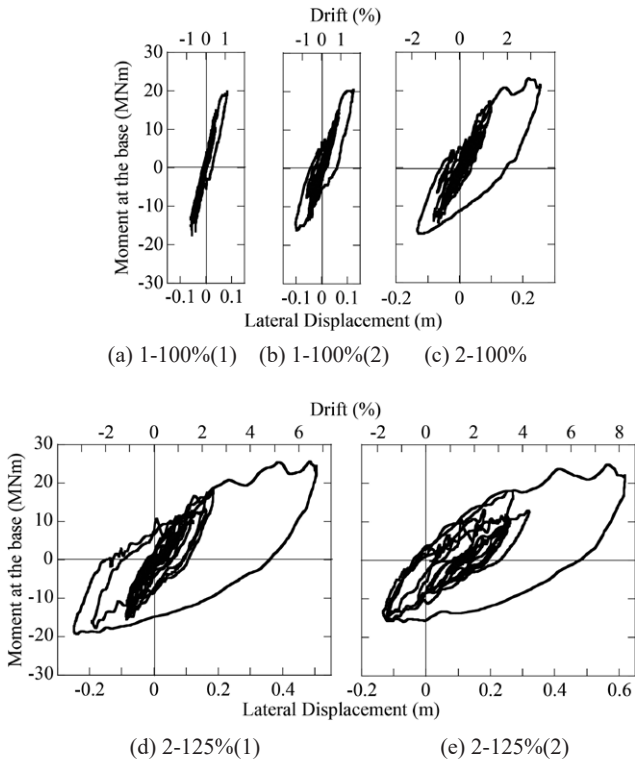 Drift (%)
-1 0 1 -1 0 1 0 2
30
20
10
0
-10
-20
-30
Moment at the base (MNm)
-0.1 0 0.1 -0.1 0 0.1 -0.2 0 0.2
Lateral Displacement (m)
(a) 1-100%(1) (b) 1-100%(2) (c) 2-100%
Drift (%)
-2 0 2 4 6 -2 0 2 4 6 8
30
20
10
0
-10
-20
-30
Moment at the base (MNm)
-0.2 0 0.2 0.4 -0.2 0 0.2 0.4 0.6
Lateral Displacement (m) Lateral Displacement (m)
(d) 2-125%(1) (e) 2-125%(2)